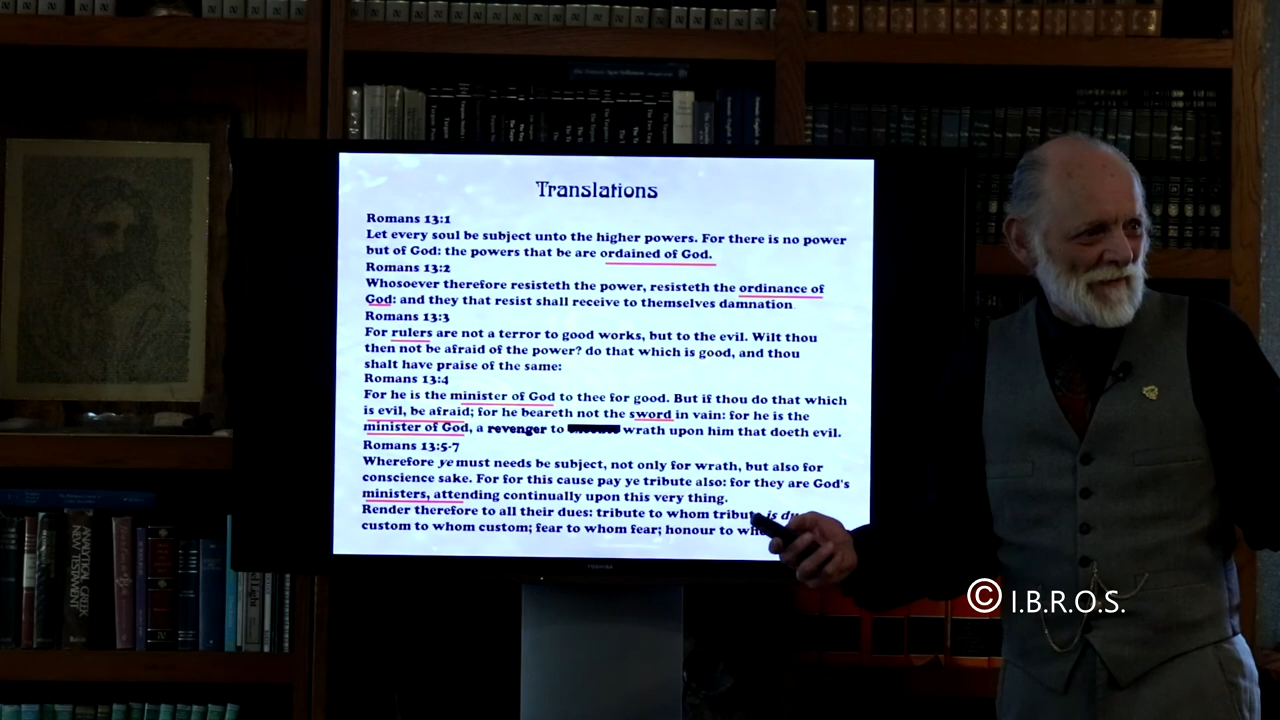 Translations
Romans 13:1
Let every soul be subject unto the higher powers. For there is no power
but of God: the powers that be are ordained of God.
Romans 13:2
Whosoever therefore resisteth the power, resisteth the ordinance of
God: and they that resist shall receive to themselves damnation.
Romans 13:3
For rulers are not a terror to good works, but to the evil. Wilt thou
then not be afraid of the power? do that which is good, and thou
shalt have praise of the same:
Romans 13:4
For he is the minister of God to thee for good. But if thou do that which
is evil, be afraid; for he beareth not the sword in vain: for he is the
minister of God, a revenger to wrath upon him that doeth evil.
Romans 13:5-7
Wherefore ye must needs be subject, not only for wrath, but also for
conscience sake. For for this cause pay ye tribute also: for they are God's
ministers, attending continually upon this very thing.
Render therefore to all their dues: tribute to whom tribute is
custom to whom custom; fear to whom fear; honour to
TOSHIBA
ANALYTICAL GREEK
NEW TESTAMENT
© I.B.R.O.S.